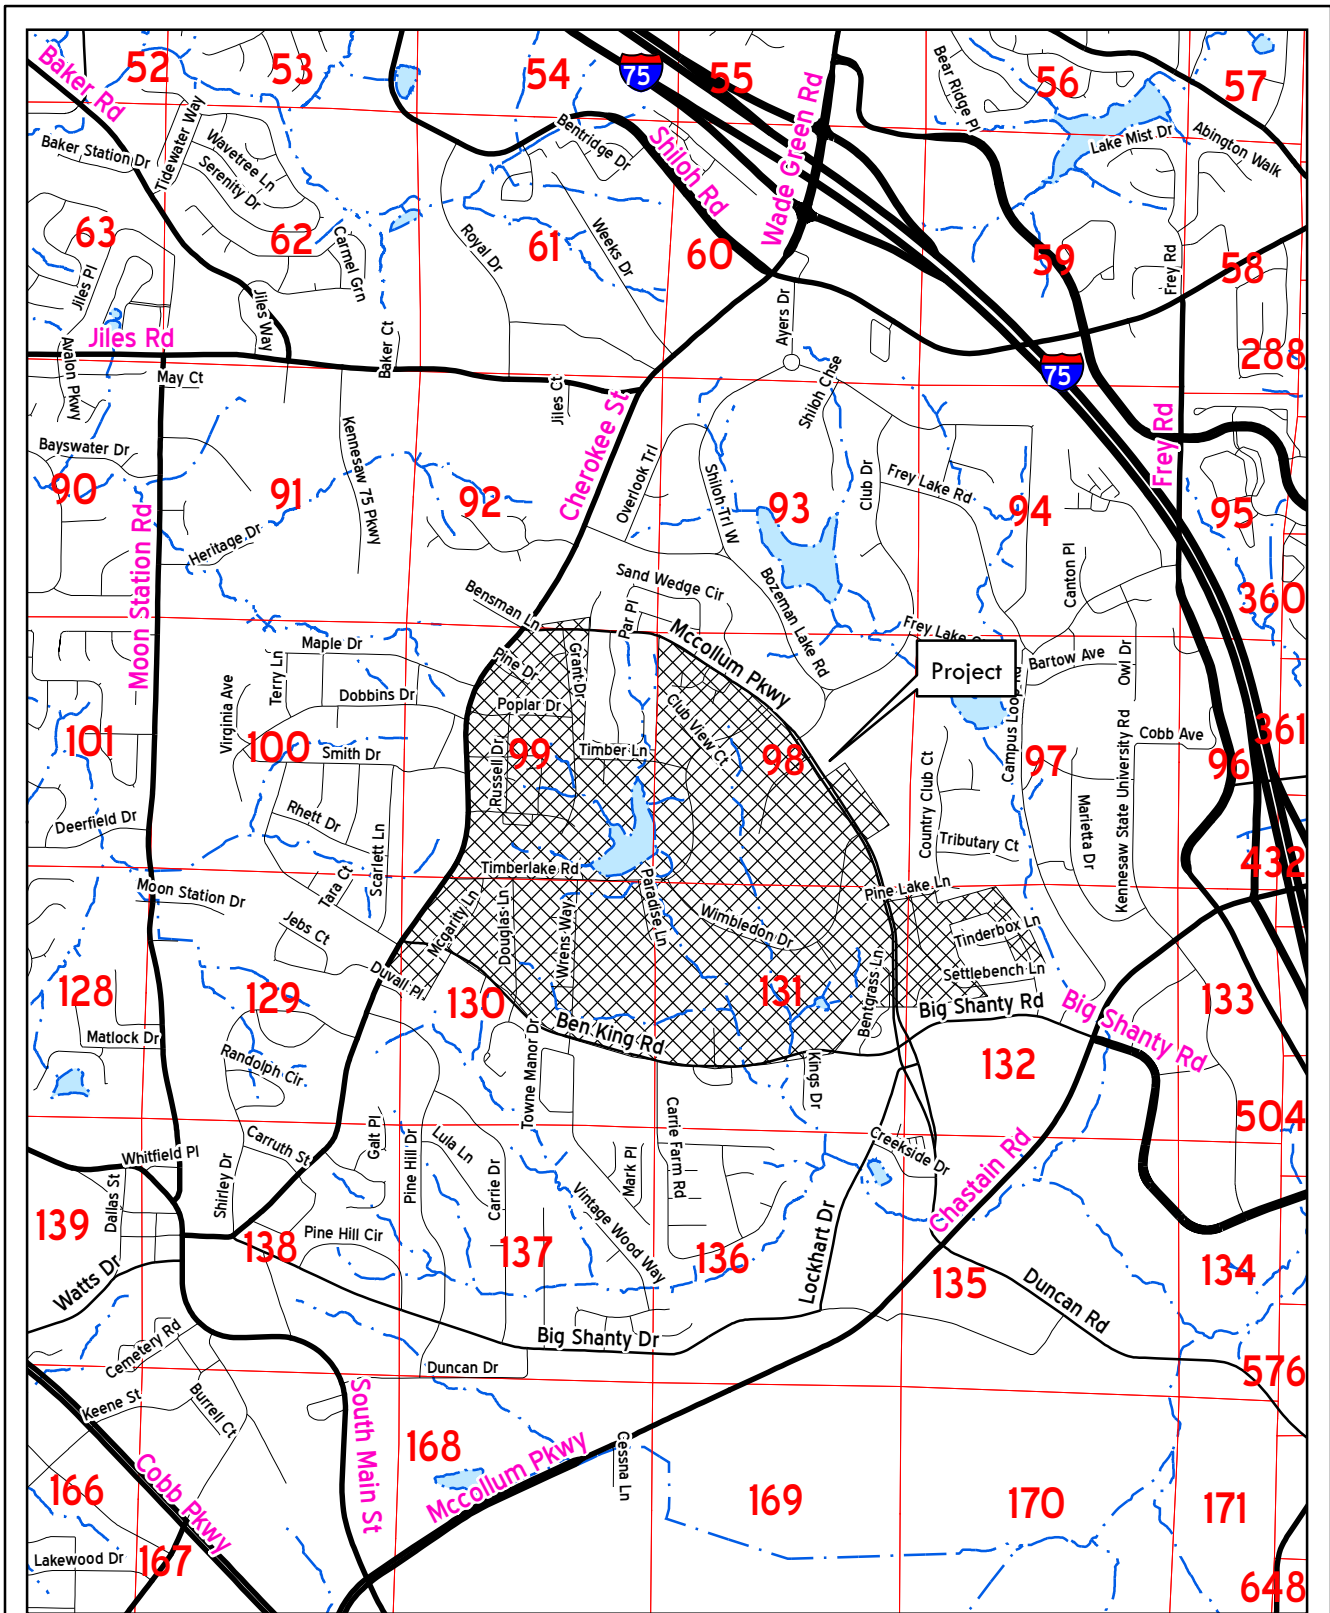 52
53
54
75
55
56
57
Baker Rd
Bear Ridge Pl
Tidewater Way
Wavetree Ln
Serenity Dr
Baker Station Dr
Bentridge Dr
Shiloh Rd
Wade Green Rd
Lake Mist Dr
Abington Walk
63
62
61
60
59
58
Jiles Pl
Carmel Grn
Royal Dr
Weeks Dr
Frey Rd
Jiles Rd
Jiles Way
Baker Ct
Ayers Dr
288
Avalon Pkwy
May Ct
Jiles Ct
Cherokee St
Shiloh Chse
75
Frey Rd
Bayswater Dr
Kennesaw 75 Pkwy
Overlook Trl
Shiloh Trl W
Club Dr
Frey Lake Rd
90
91
92
93
94
95
Moon Station Rd
Heritage Dr
Sand Wedge Cir
Bozeman Lake Rd
Canton Pl
360
Bensman Ln
Par Pl
Mccollum Pkwy
Frey Lake
Project
Maple Dr
Terry Ln
Virginia Ave
Dobbins Dr
Pine Dr
Grant Dr
Poplar Dr
Club View Ct
Bartow Ave
Owl Dr
101
100
Smith Dr
99
Russell Dr
Timber Ln
98
Campus Loop Rd
97
Cobb Ave
96
361
Deerfield Dr
Rhett Dr
Scarlett Ln
Country Club Ct
Tributary Ct
Marietta Dr
Kennesaw State University Rd
432
Moon Station Dr
Tara Ct
Jebs Ct
Timberlake Rd
Mcgarity Ln
Douglas Ln
Wrens Way
Paradise Ln
Wimbledon Dr
Pine Lake Ln
Tinderbox Ln
Settlebench Ln
128
129
Duvall Pl
130
131
Bentgrass Ln
Big Shanty Rd
Big Shanty Rd
133
Matlock Dr
Randolph Cir
Towne Manor Dr
Ben King Rd
Kings Dr
132
504
Whitfield Pl
Carruth St
Galt Pl
Pine Hill Dr
Lula Ln
Carrie Dr
Mark Pl
Carrie Farm Rd
Creekside Dr
Chastain Rd
139
Dallas St
Shirley Dr
138
Pine Hill Cir
137
Vintage Wood Way
136
Lockhart Dr
135
134
Watts Dr
Duncan Rd
Cemetery Rd
Big Shanty Dr
Duncan Dr
576
Keene St
Burrell Ct
South Main St
168
Mccollum Pkwy
Cessna Ln
169
170
171
166
Cobb Pkwy
Lakewood Dr
167
648